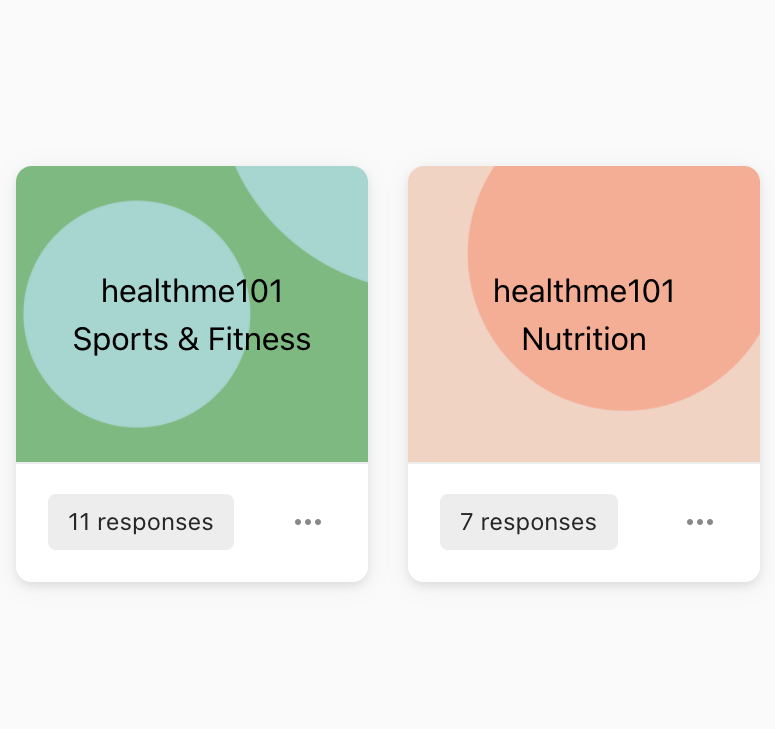 healthme101
Sports & Fitness
11 responses
healthme101
Nutrition
7 responses